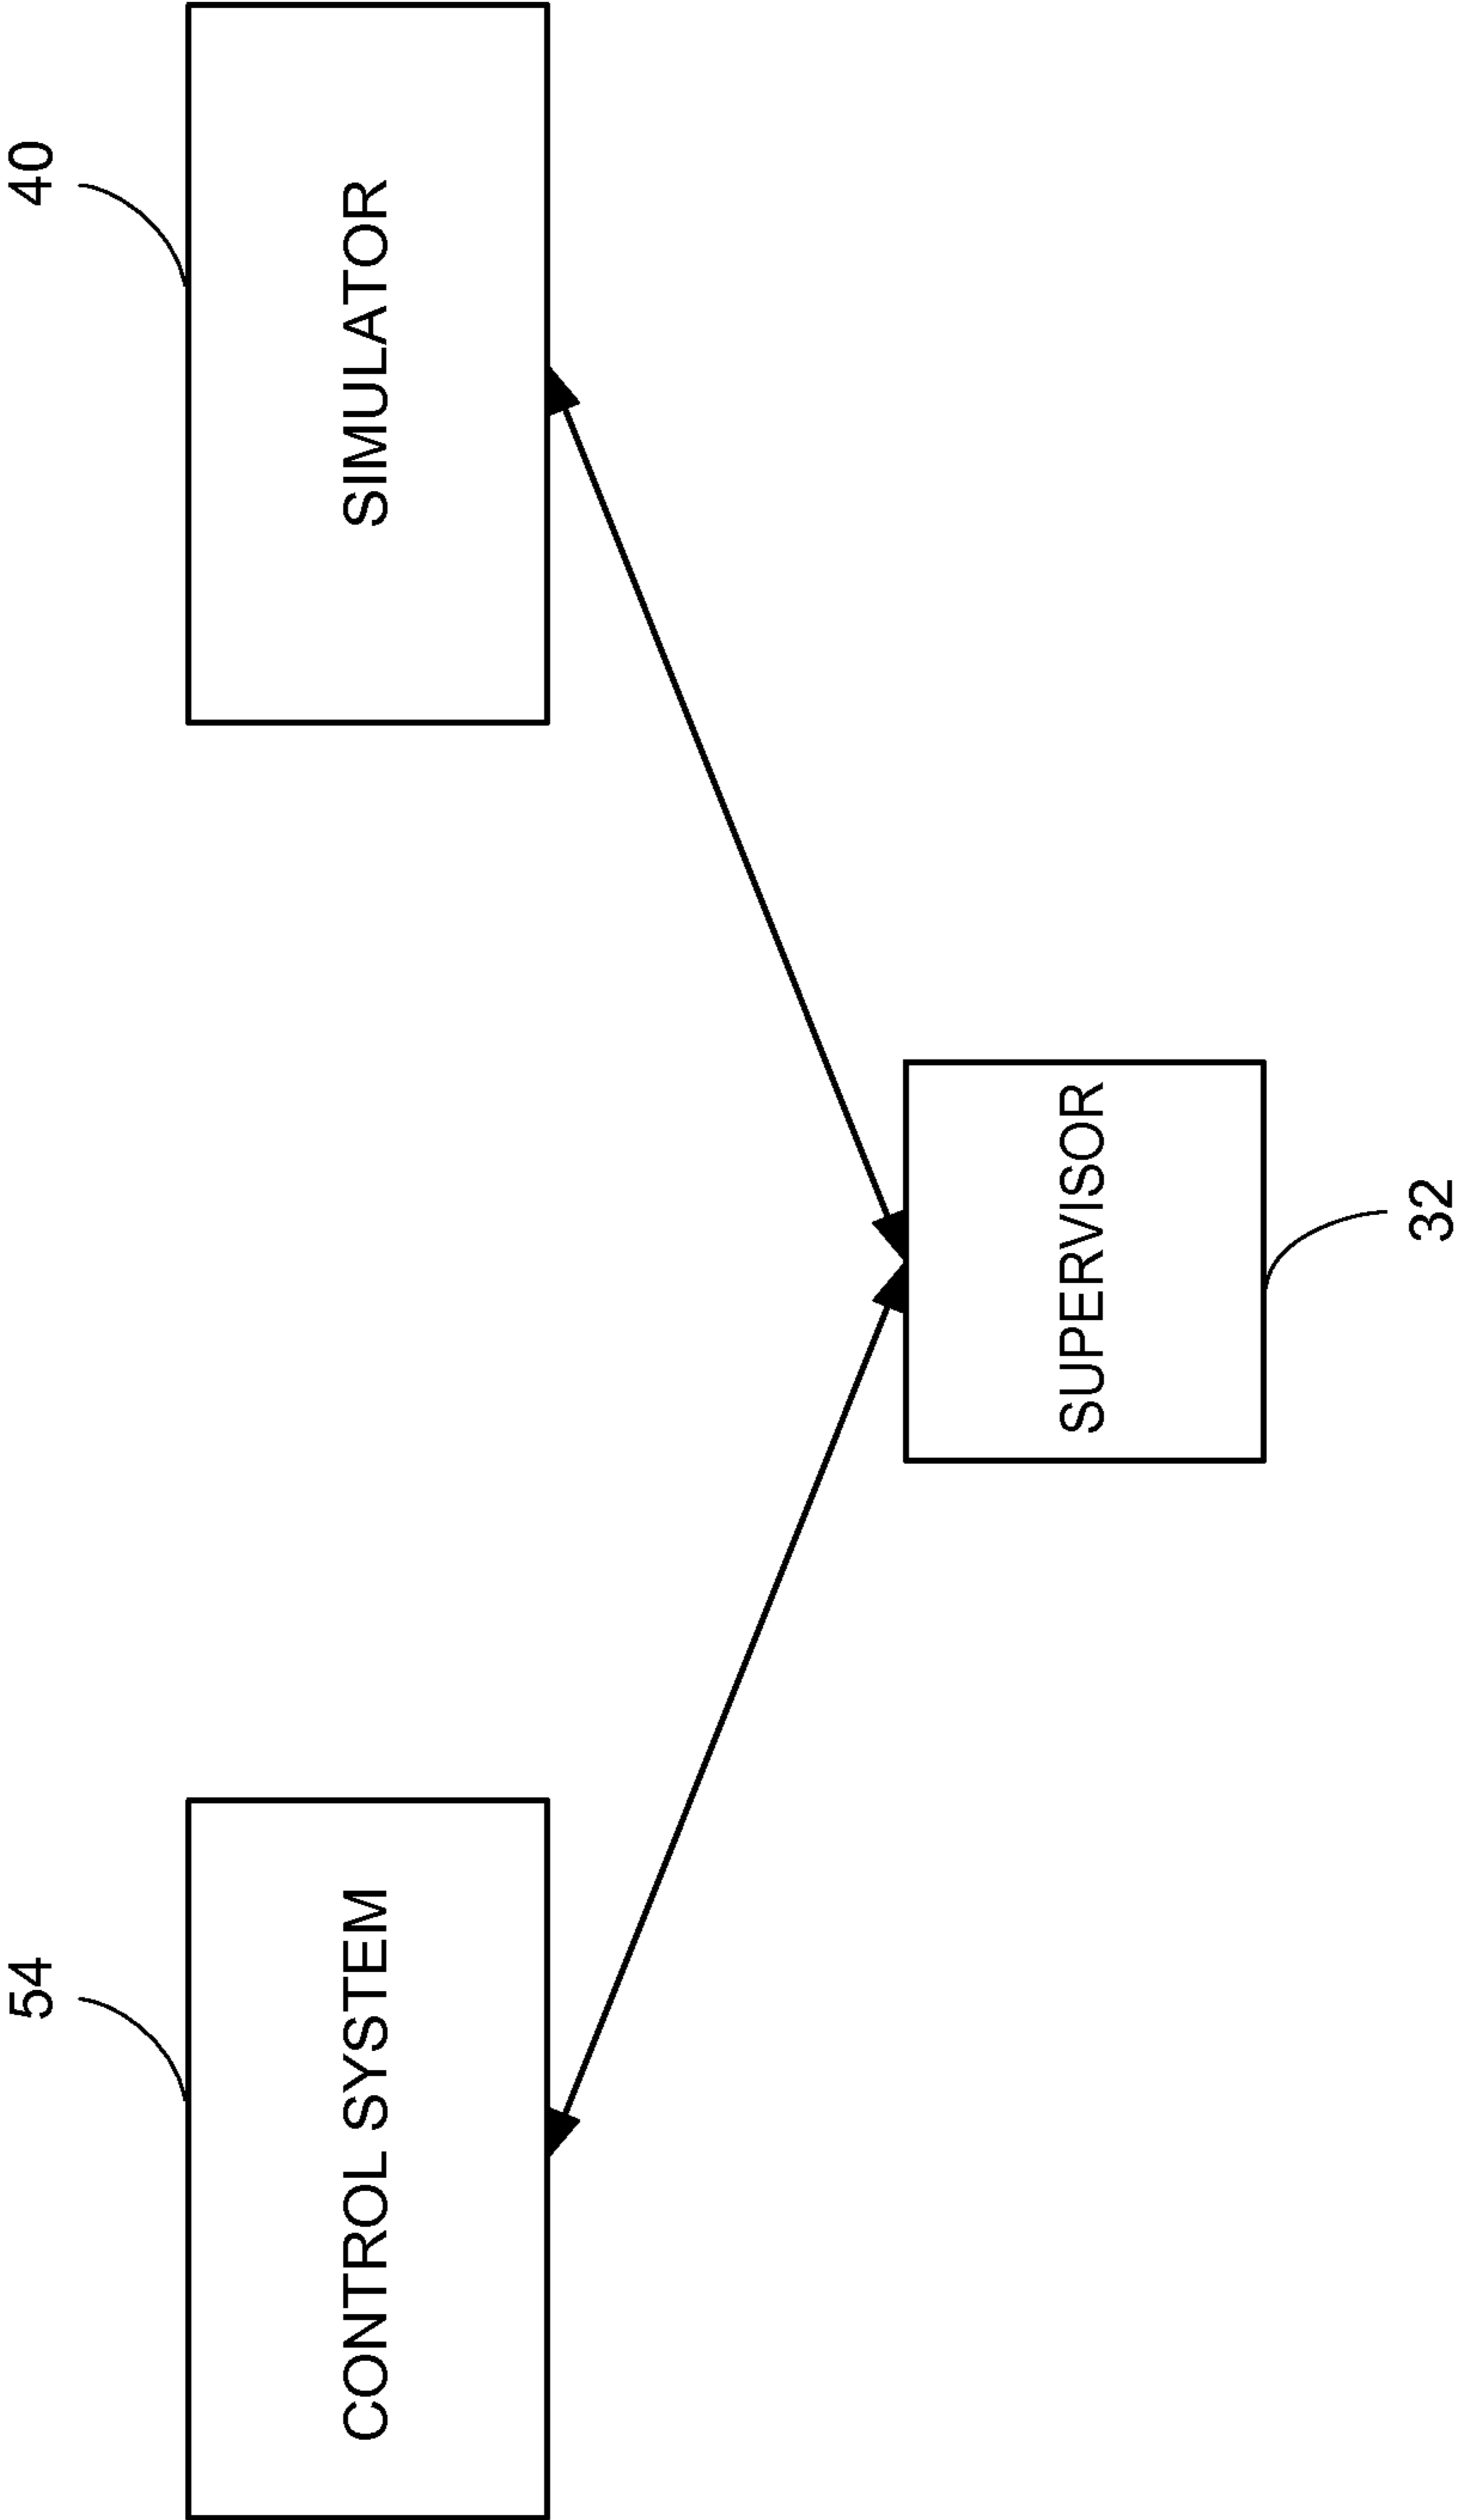 54
40
CONTROL SYSTEM
SIMULATOR
SUPERVISOR
32